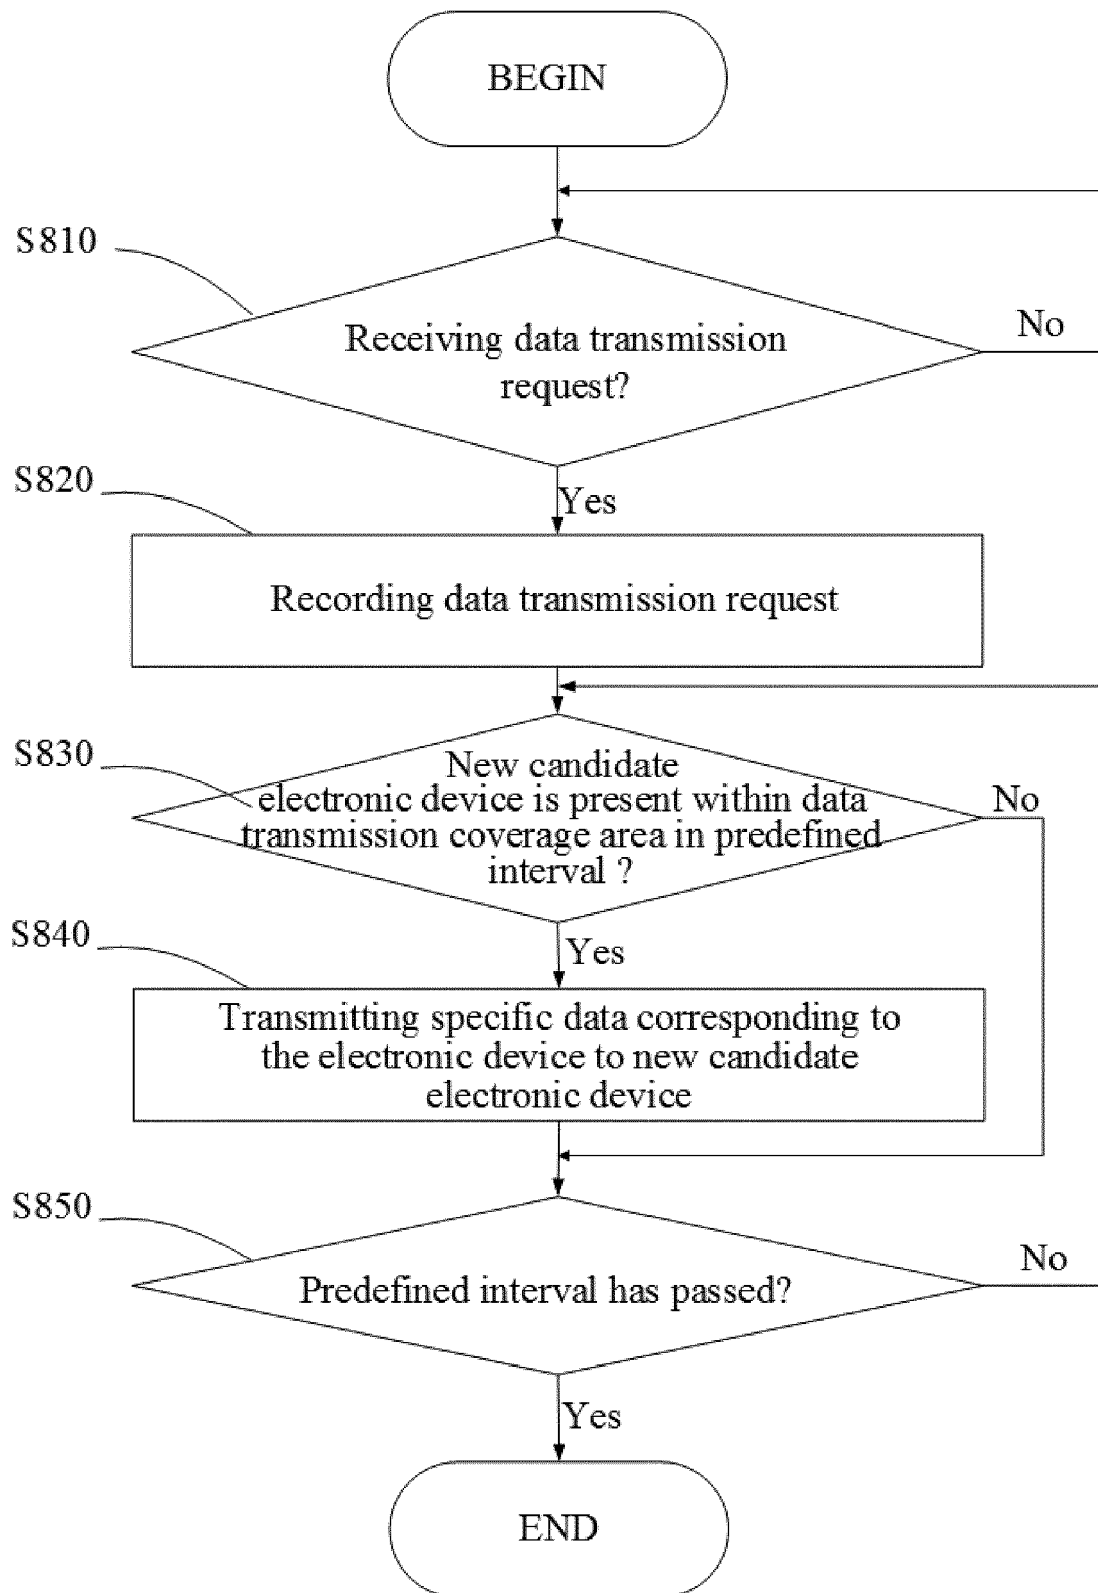 BEGIN
S810
Receiving data transmission
request?
No
Yes
S820
Recording data transmission request
S830
New candidate
electronic device is present within data
transmission coverage area in predefined
interval ?
No
Yes
S840
Transmitting specific data corresponding to
the electronic device to new candidate
electronic device
S850
Predefined interval has passed?
No
Yes
END